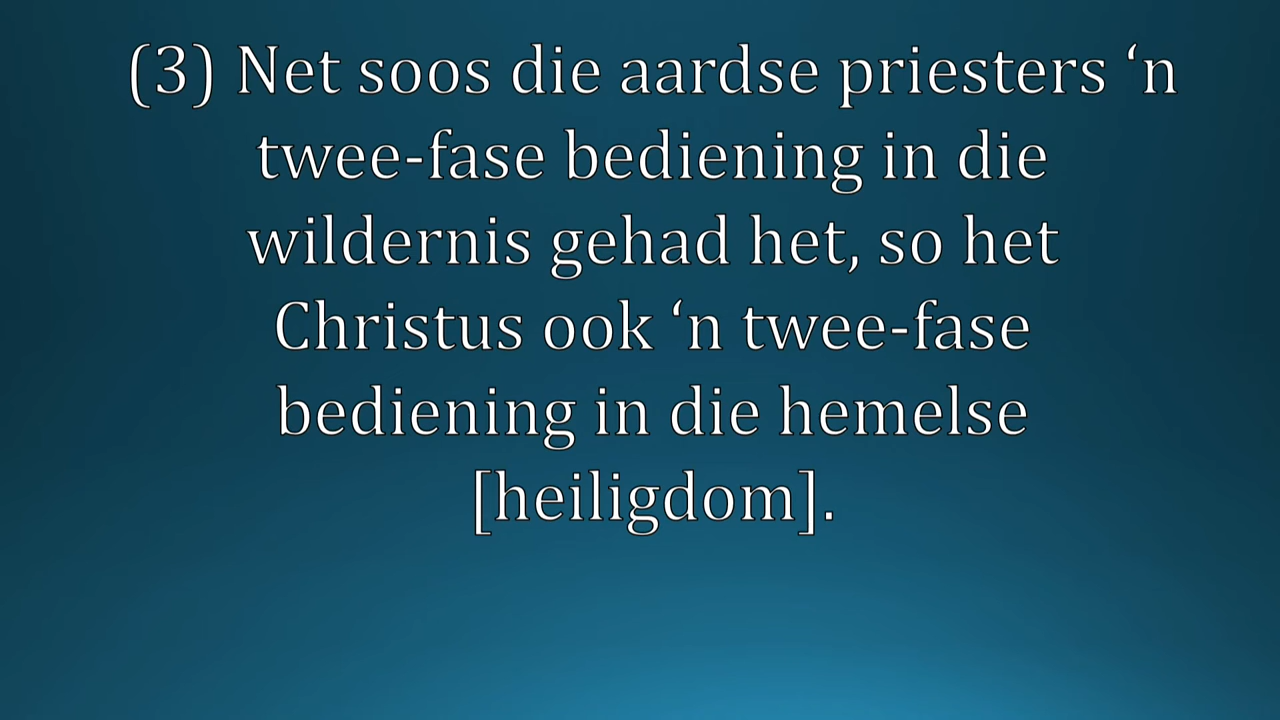 (3) Net soos die aardse priesters ‘n
twee-fase bediening in die
wildernis gehad het, so het
Christus ook ‘n twee-fase
bediening in die hemelse
[heiligdom].